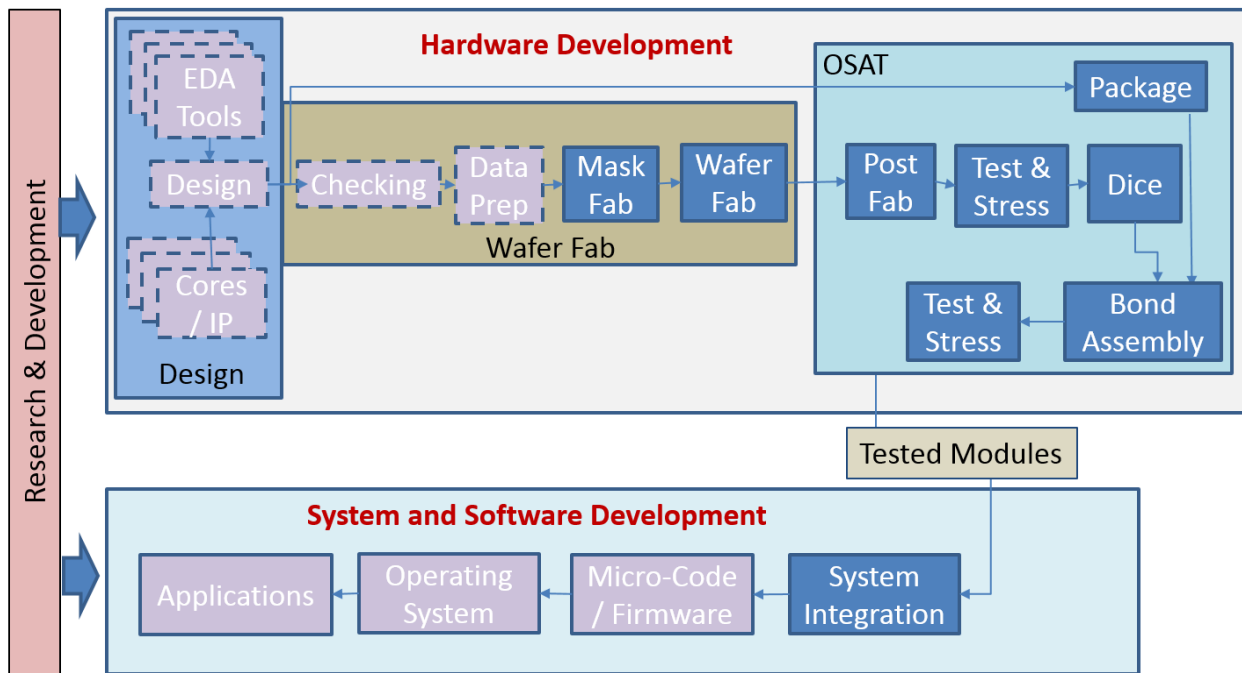 Research & Development
Hardware Development
EDA
Tools
Design
Cores
/ IP
Design
Checking
Data
Prep
Mask
Fab
Wafer
Fab
Wafer Fab
OSAT
Package
Post
Fab
Test &
Stress
Dice
Test &
Stress
Bond
Assembly
Tested Modules
System and Software Development
Applications
Operating
System
Micro-Code
/ Firmware
System
Integration